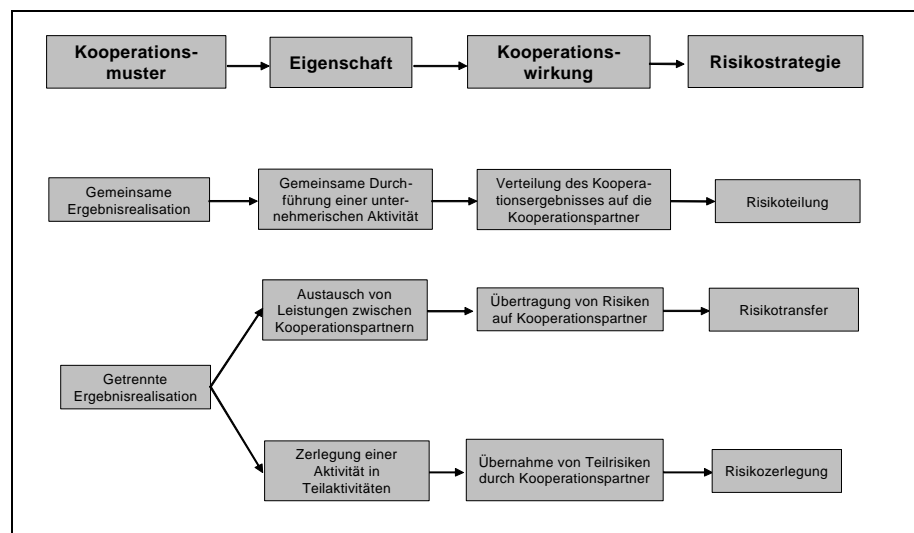 Kooperations-
muster
Eigenschaft
Kooperations-
wirkung
Risikostrategie
Gemeinsame
Ergebnisrealisation
Gemeinsame Durch-
führung einer unter-
nehmerischen Aktivität
Verteilung des Koopera-
tionsergebnisses auf die
Kooperationspartner
Risikoteilung
Austausch von
Leistungen zwischen
Kooperationspartnern
Übertragung von Risiken
auf Kooperationspartner
Risikotransfer
Getrennte
Ergebnisrealisation
Zerlegung einer
Aktivität in
Teilaktivitäten
Übernahme von Teilrisiken
durch Kooperationspartner
Risikozerlegung